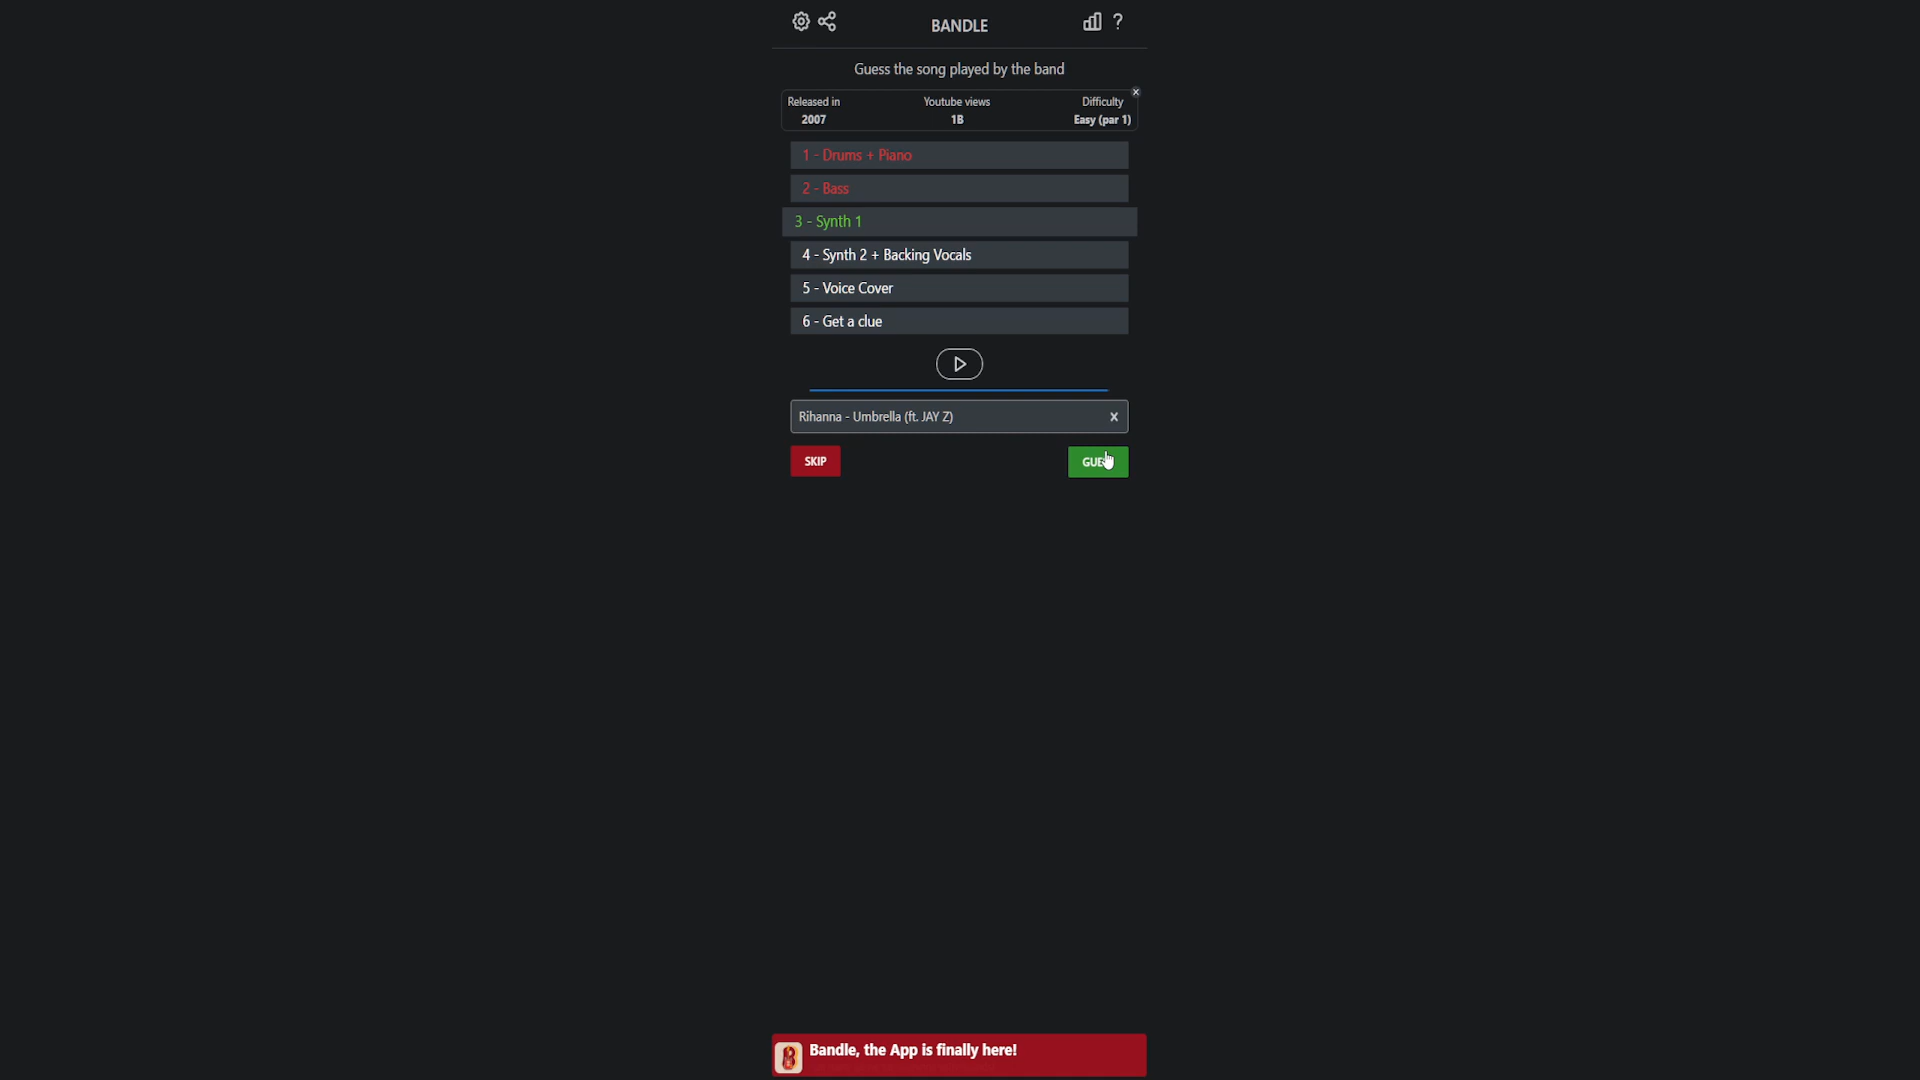 BANDLE
?
Guess the song played by the band
Released in
2007
Youtube views
1B
Difficulty
Easy (par 1)
1 - Drums + Piano
2 - Bass
3 - Synth 1
4 - Synth 2 + Backing Vocals
5 - Voice Cover
6 - Get a clue
Rihanna - Umbrella (ft. JAY Z)
SKIP
Bandle, the App is finally here!